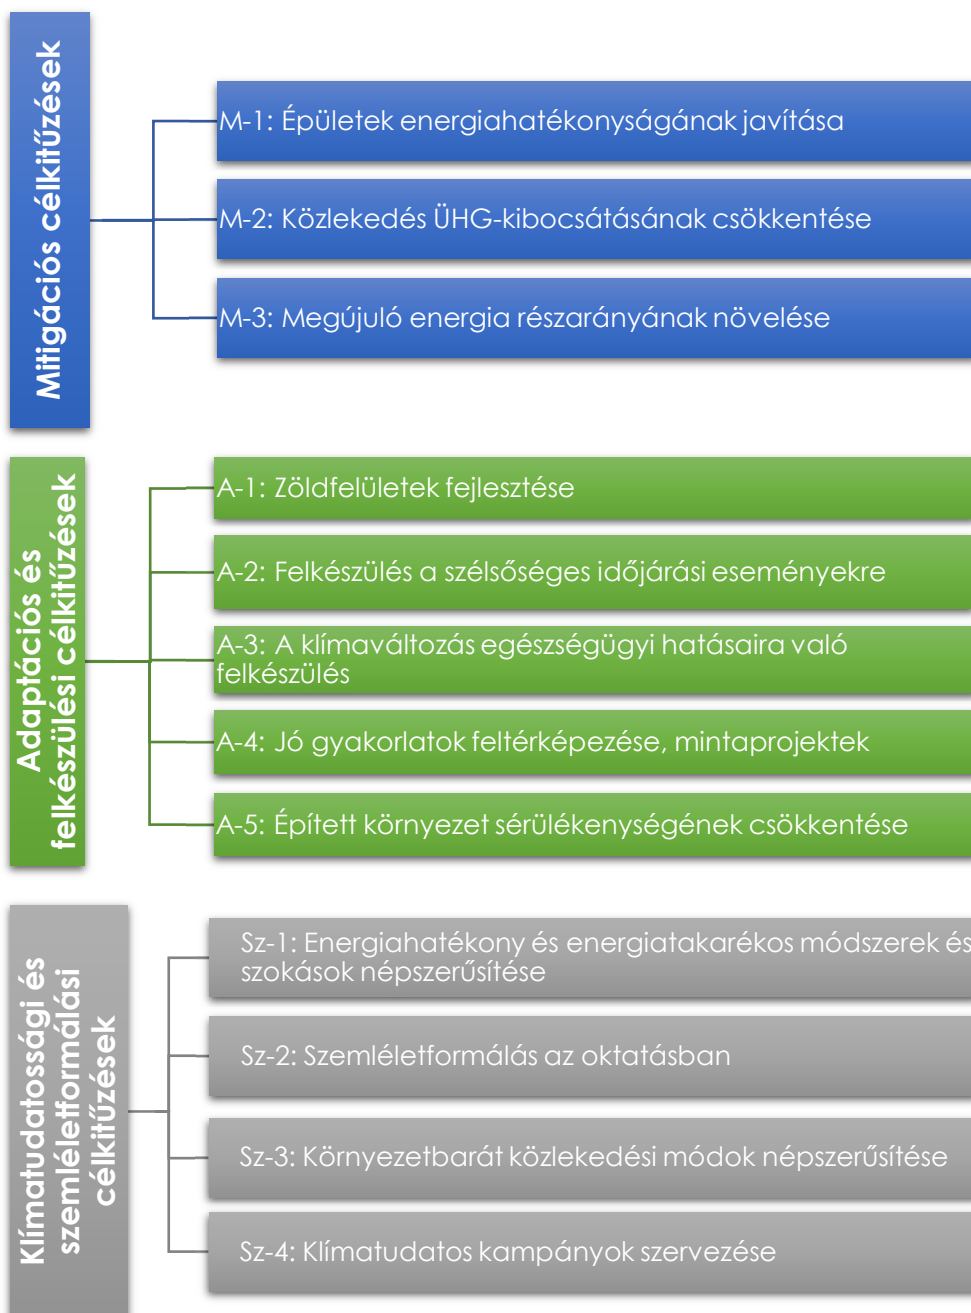 Mitigációs célkitűzések
M-1: Épületek energiahatékonyságának javítása
M-2: Közlekedés ÜHG-kibocsátásának csökkentése
M-3: Megújuló energia részarányának növelése
Adaptációs és
felkészülési célkitűzések
A-1: Zöldfelületek fejlesztése
A-2: Felkészülés a szélsőséges időjárási eseményekre
A-3: A klímaváltozás egészségügyi hatásaira való
felkészülés
A-4: Jó gyakorlatok feltérképezése, mintaprojektek
A-5: Épített környezet sérülékenységének csökkentése
Klímatudatossági és
szemléletformálási
célkitűzések
Sz-1: Energiahatékony és energiatakarékos módszerek és
szokások népszerűsítése
Sz-2: Szemléletformálás az oktatásban
Sz-3: Környezetbarát közlekedési módok népszerűsítése
Sz-4: Klímatudatos kampányok szervezése